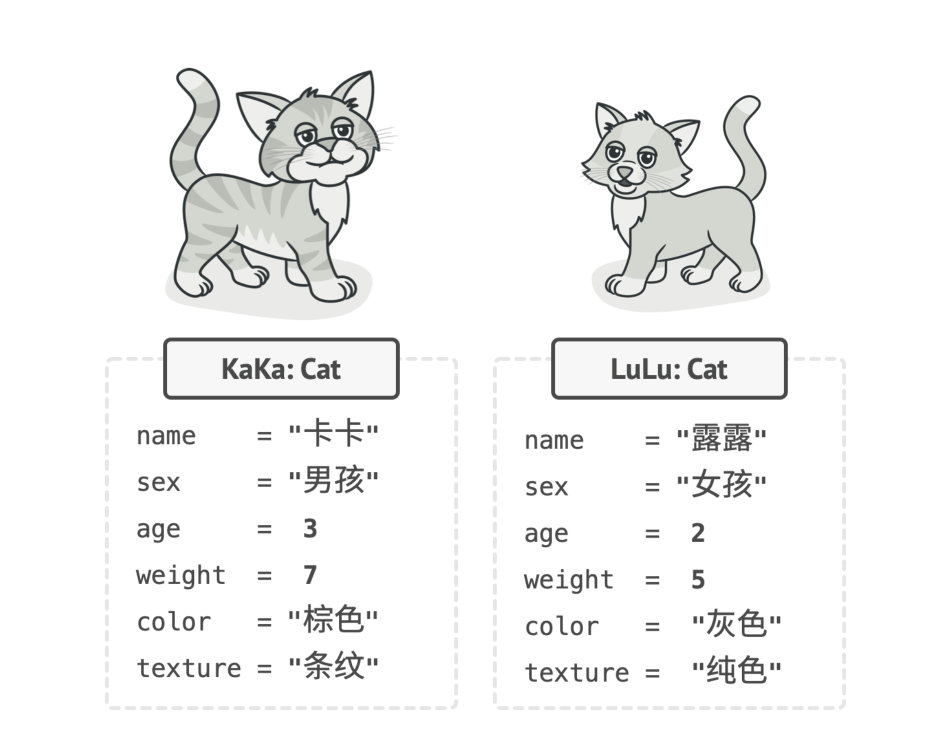 KaKa: Cat
name = "卡卡"
sex = "男孩"
age = 3
weight = 7
color = "棕色"
texture = "条纹"
LuLu: Cat
name = "露露"
sex = "女孩"
age = 2
weight = 5
color = "灰色"
texture = "纯色"